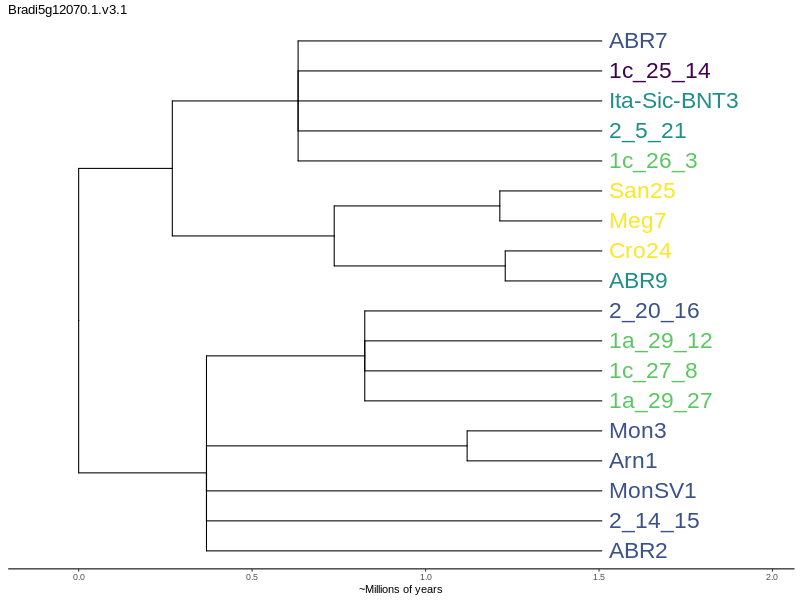 Bradi5g12070.1.v3.1
ABR7
1c_25_14
Ita-Sic-BNT3
2_5_21
1c_26_3
San25
Meg7
Cro24
ABR9
2_20_16
1a_29_12
1c_27_8
1a_29_27
Mon3
Arn1
MonSV1
2_14_15
ABR2
0.0 0.5 1.0 1.5 2.0
~Millions of years